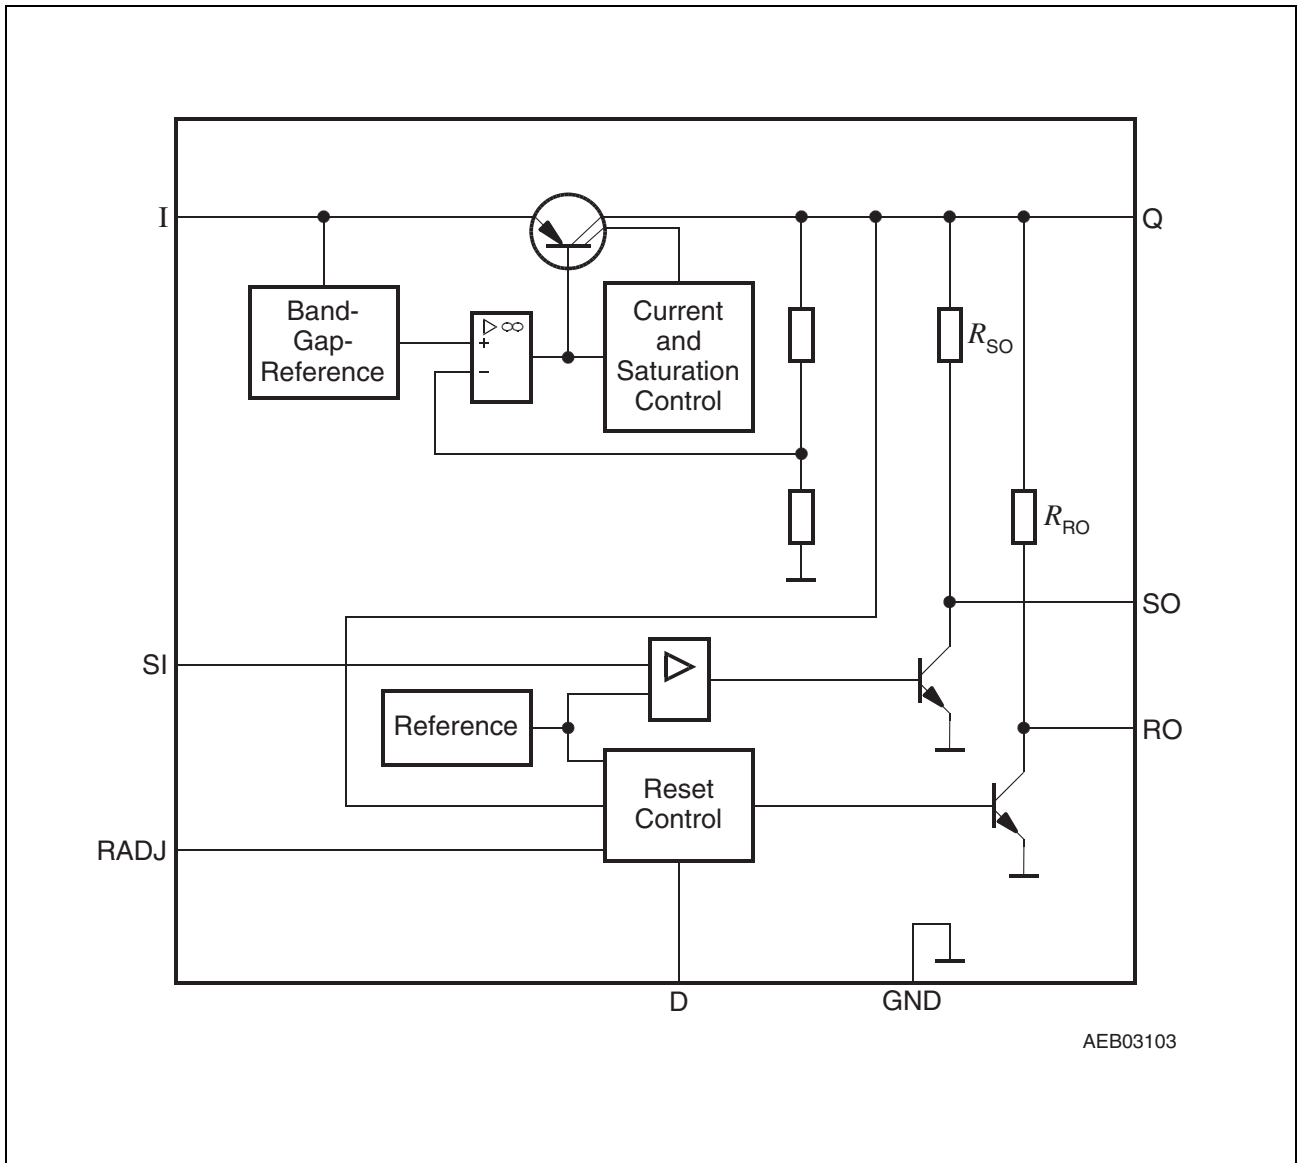 I
Q
Band-
Gap-
Reference
▷ ∞
+
−
Current
and
Saturation
Control
RSO
RRO
SO
SI
Reference
RO
Reset
Control
RADJ
D
GND
AEB03103